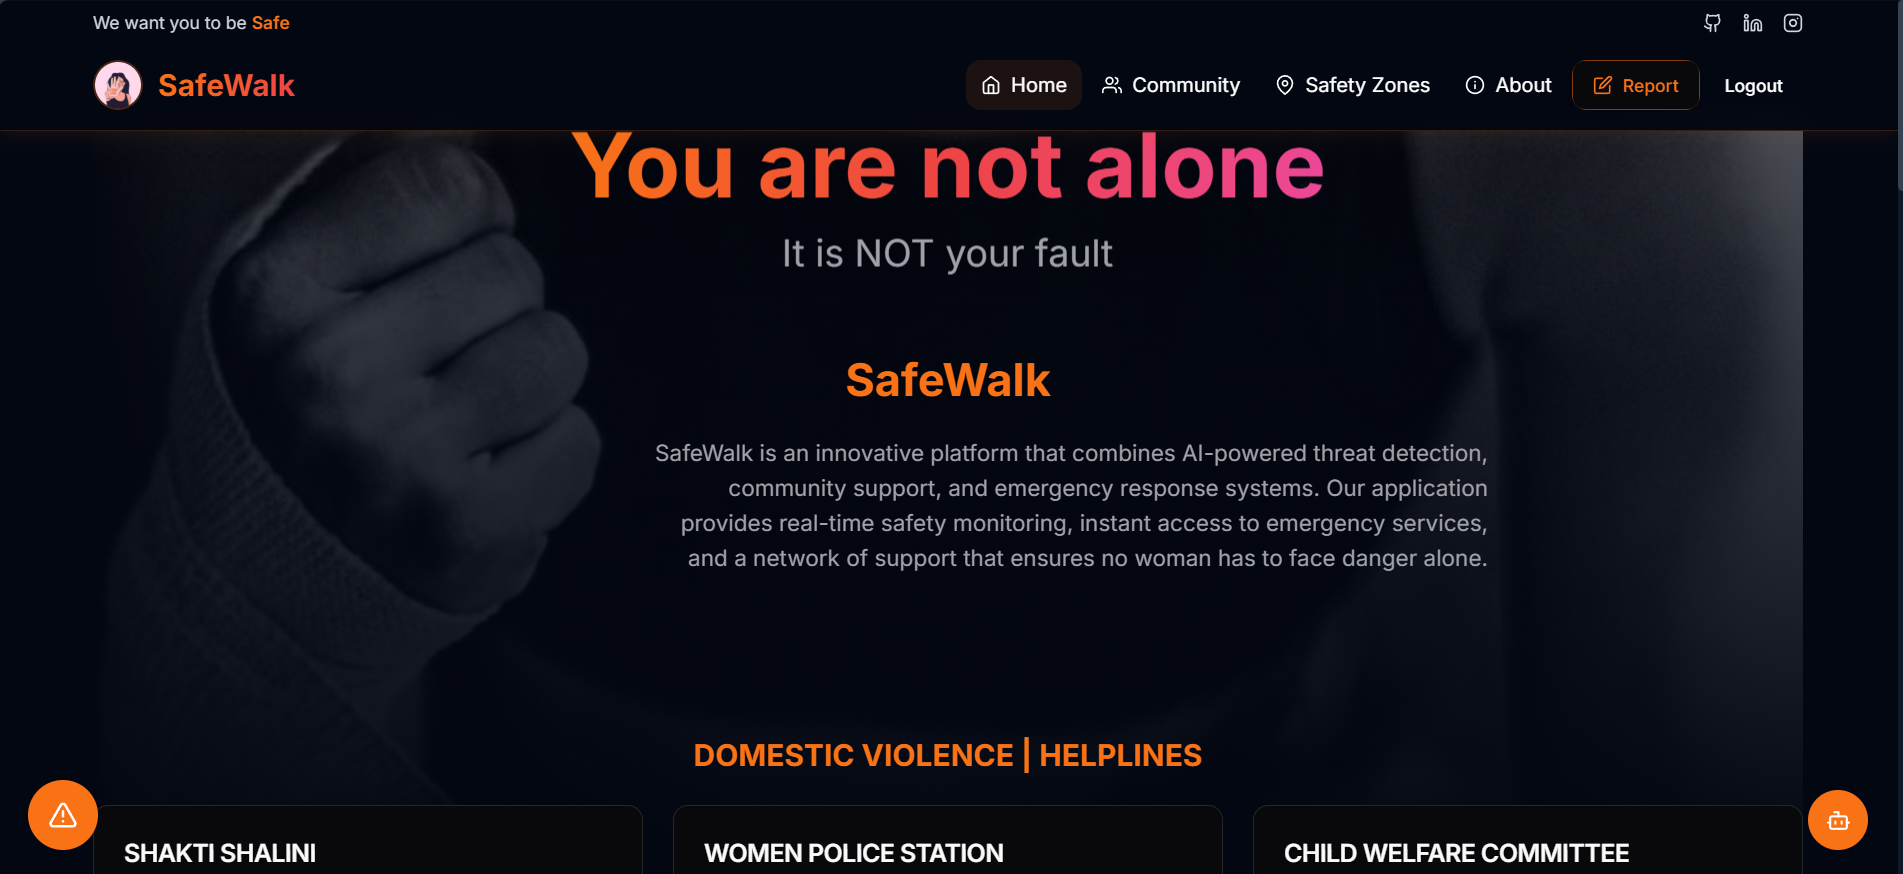 We want you to be Safe
SafeWalk
Home
Community
Safety Zones
About
Report
Logout
You are not alone
It is NOT your fault
SafeWalk
SafeWalk is an innovative platform that combines AI-powered threat detection,
community support, and emergency response systems. Our application
provides real-time safety monitoring, instant access to emergency services,
and a network of support that ensures no woman has to face danger alone.
DOMESTIC VIOLENCE | HELPLINES
SHAKTI SHALINI
WOMEN POLICE STATION
CHILD WELFARE COMMITTEE